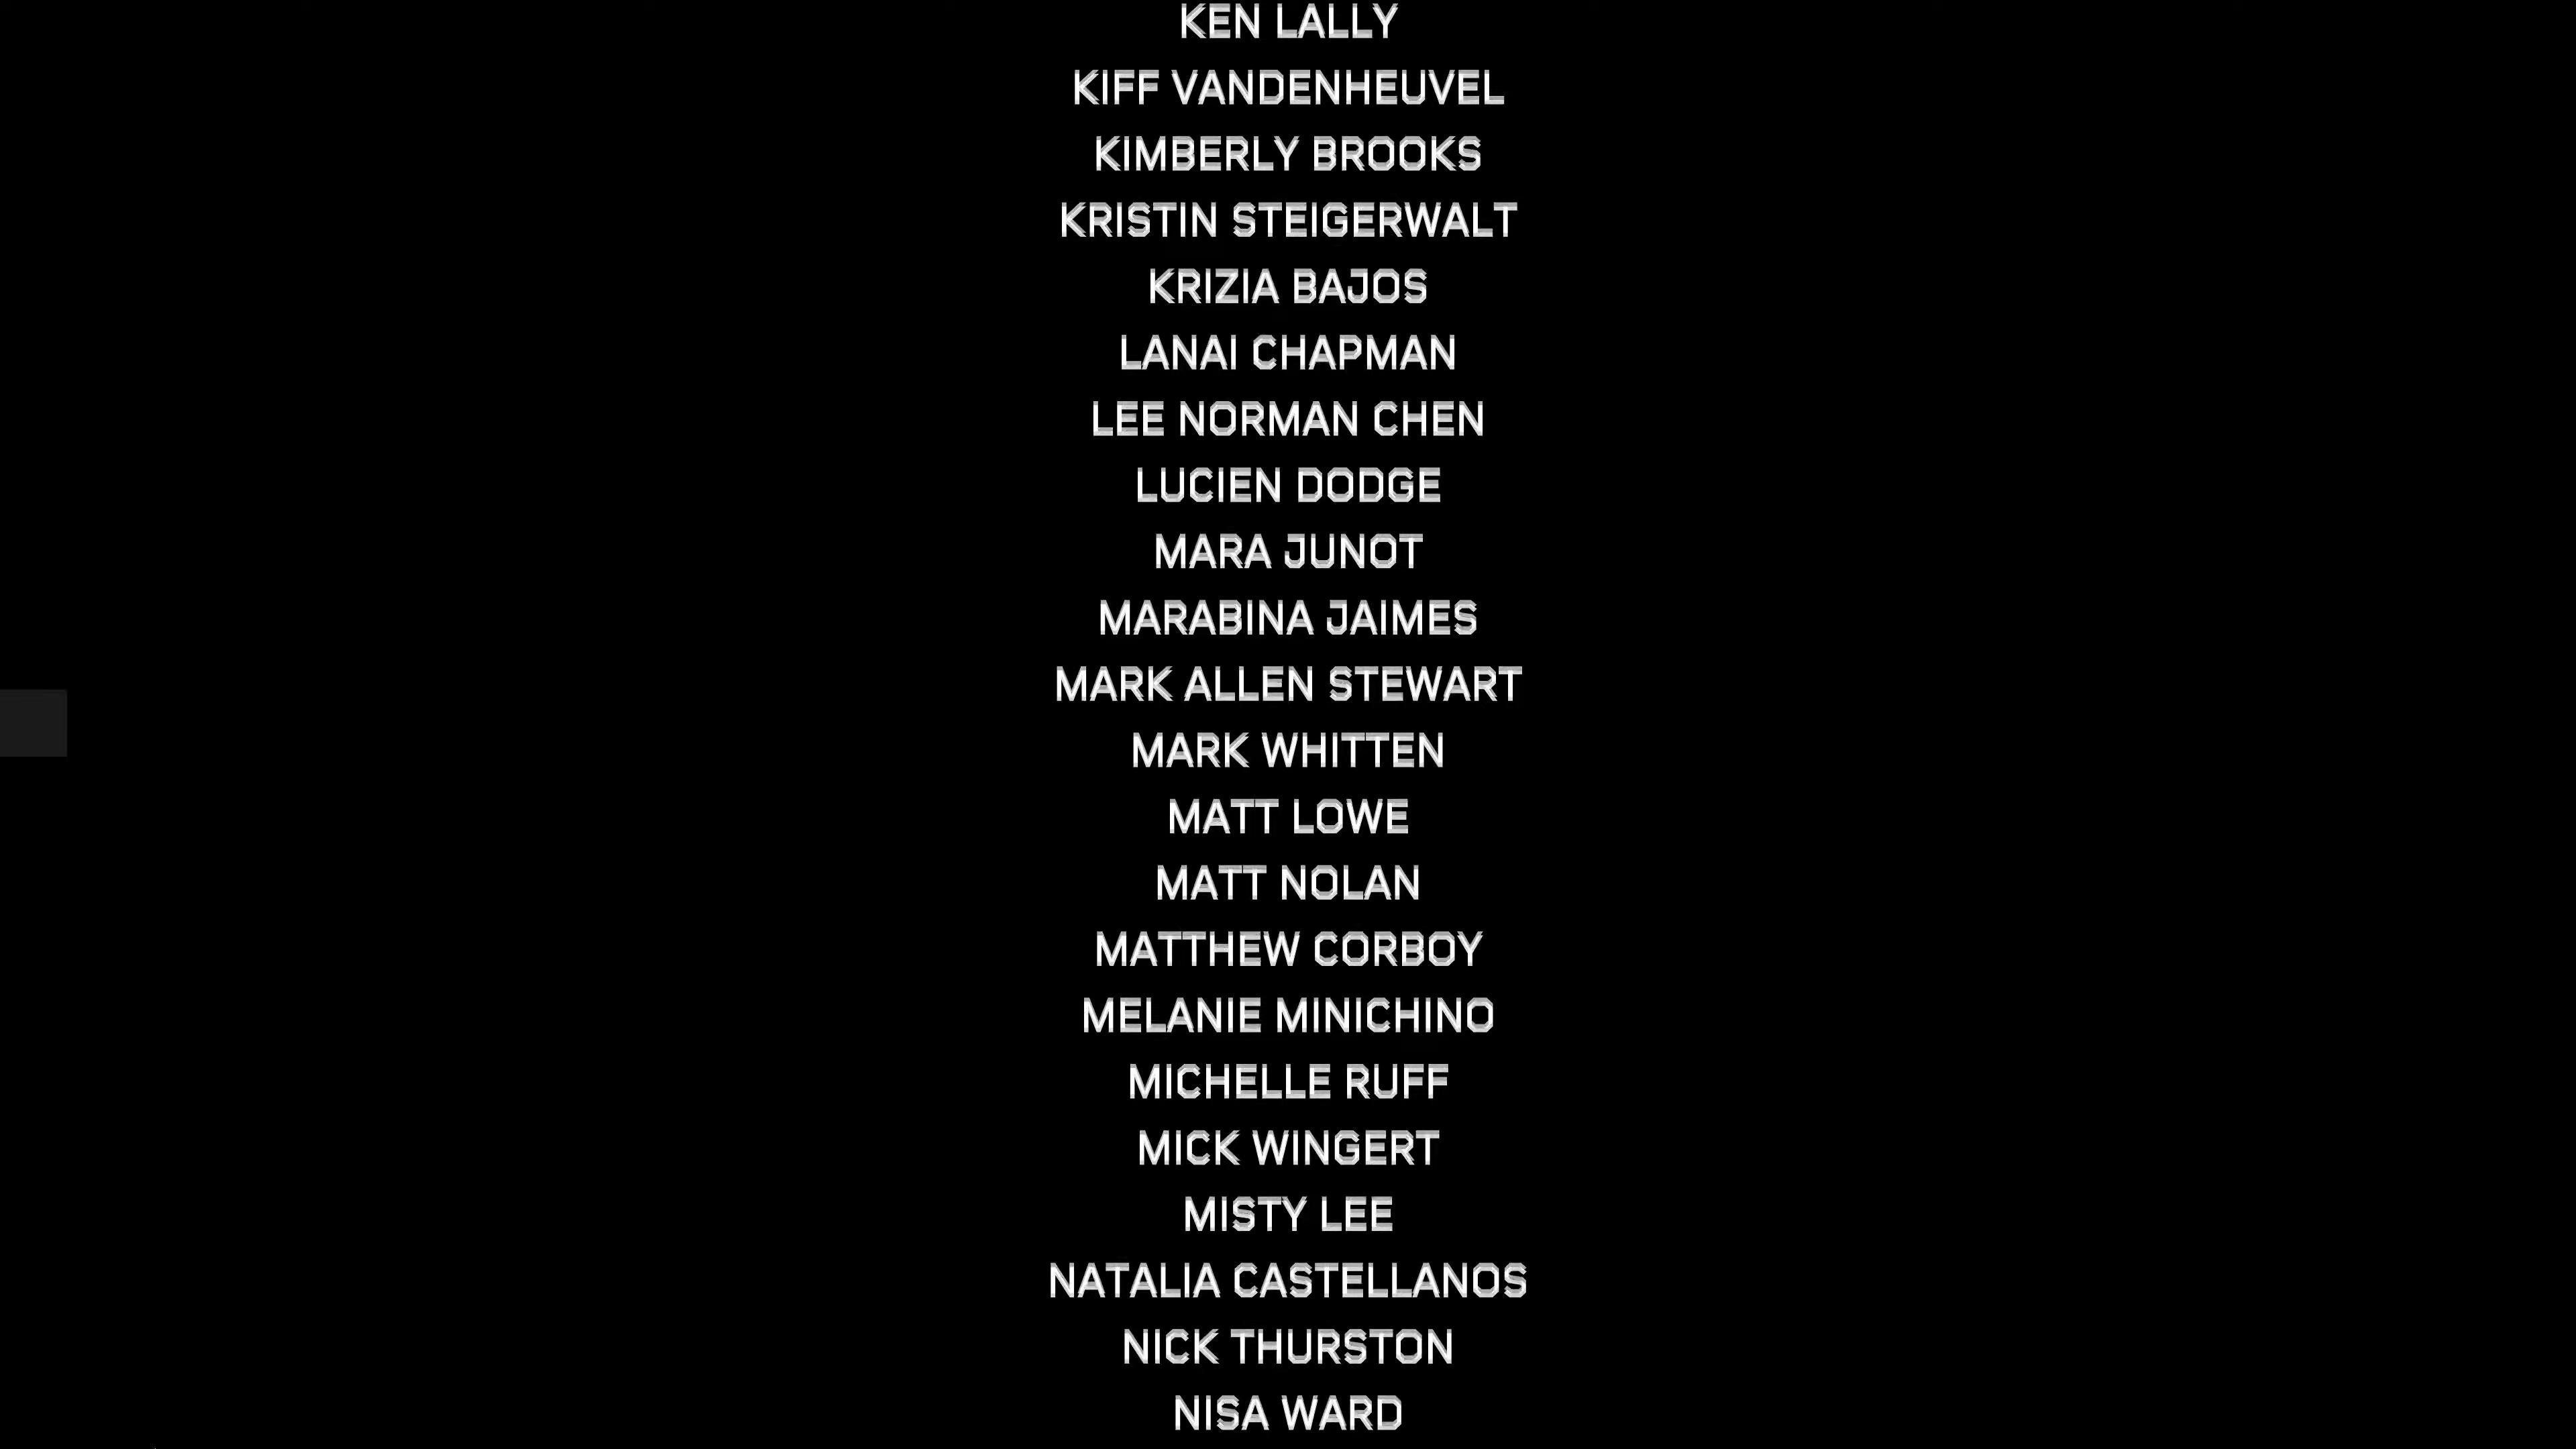 KEN LALLY
KIFF VANDENHEUVEL
KIMBERLY BROOKS
KRISTIN STEIGERWALT
KRIZIA BAJOS
LANAI CHAPMAN
LEE NORMAN CHEN
LUCIEN DODGE
MARA JUNOT
MARABINA JAIMES
MARK ALLEN STEWART
MARK WHITTEN
MATT LOWE
MATT NOLAN
MATTHEW CORBOY
MELANIE MINICHINO
MICHELLE RUFF
MICK WINGERT
MISTY LEE
NATALIA CASTELLANOS
NICK THURSTON
NISA WARD